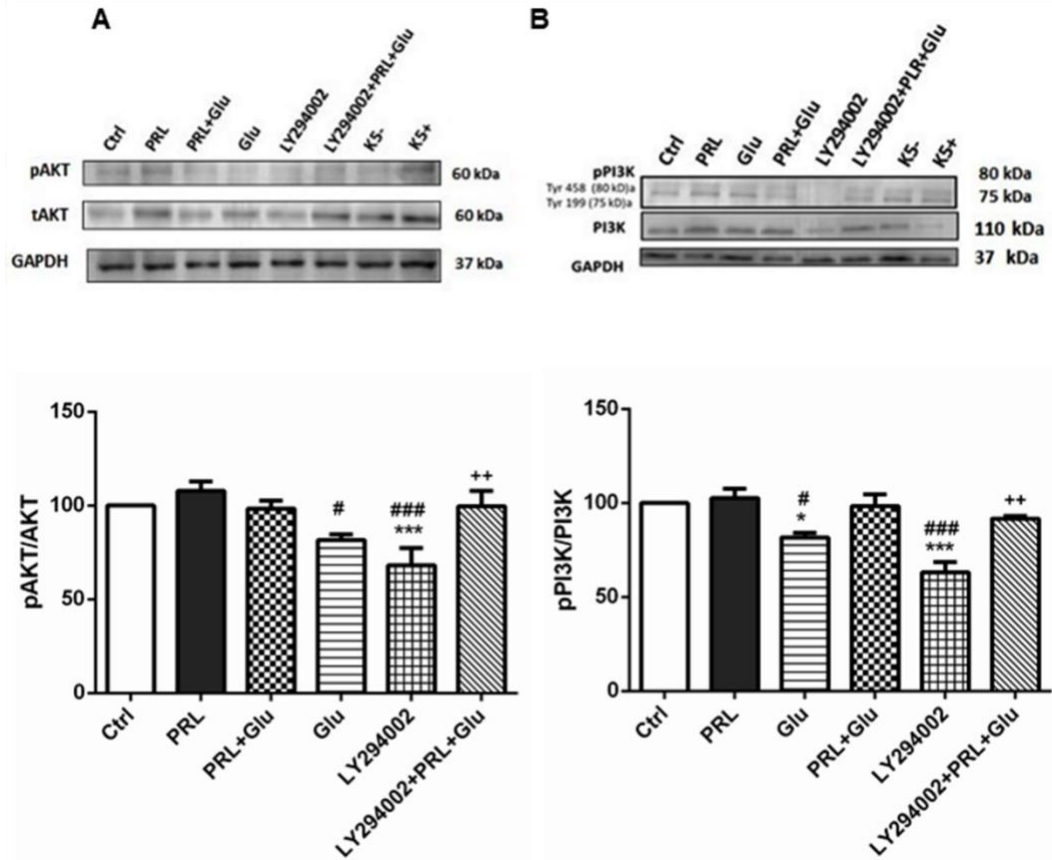 A
Ctrl
PRL
PRL+Glu
Glu
LY294002
LY294002+PRL+Glu
K5-
K5+
pAKT
60 kDa
tAKT
60 kDa
GAPDH
37 kDa
B
Ctrl
PRL
Glu
PRL+Glu
LY294002
LY294002+PLR+Glu
K5-
K5+
pPI3K
80 kDa
Tyr 458 (80 kD)a
75 kDa
Tyr 199 (75 kD)a
PI3K
110 kDa
GAPDH
37 kDa
pAKT/AKT
150
100
50
0
#
###
***
++
Ctrl
PRL
PRL+Glu
Glu
LY294002
LY294002+PRL+Glu
pPI3K/PI3K
150
100
50
0
#
*
###
***
++
Ctrl
PRL
Glu
PRL+Glu
LY294002
LY294002+PRL+Glu